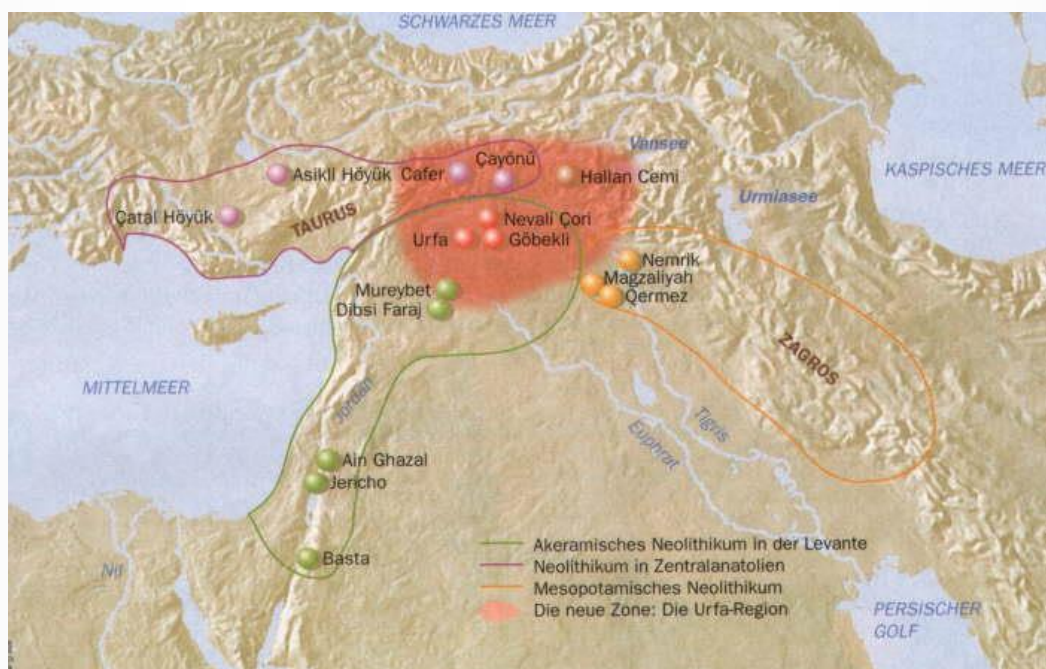 SCHWARZES MEER
KASPISCHES MEER
Vansee
Urmiasee
Çayönü
Asikli Höyük
Cafer
Hallan Cemi
Çatal Höyük
TAURUS
Nevali Çori
Urfa
Göbekli
Nemrik
Magzaliyah
Qermez
Mureybet
Dibsi Faraj
ZAGROS
MITTELMEER
Jordan
Tigris
Euphrat
Ain Ghazal
Jericho
Basta
Nil
Akeramisches Neolithikum in der Levante
Neolithikum in Zentralanatolien
Mesopotamisches Neolithikum
Die neue Zone: Die Urfa-Region
PERSISCHER
GOLF